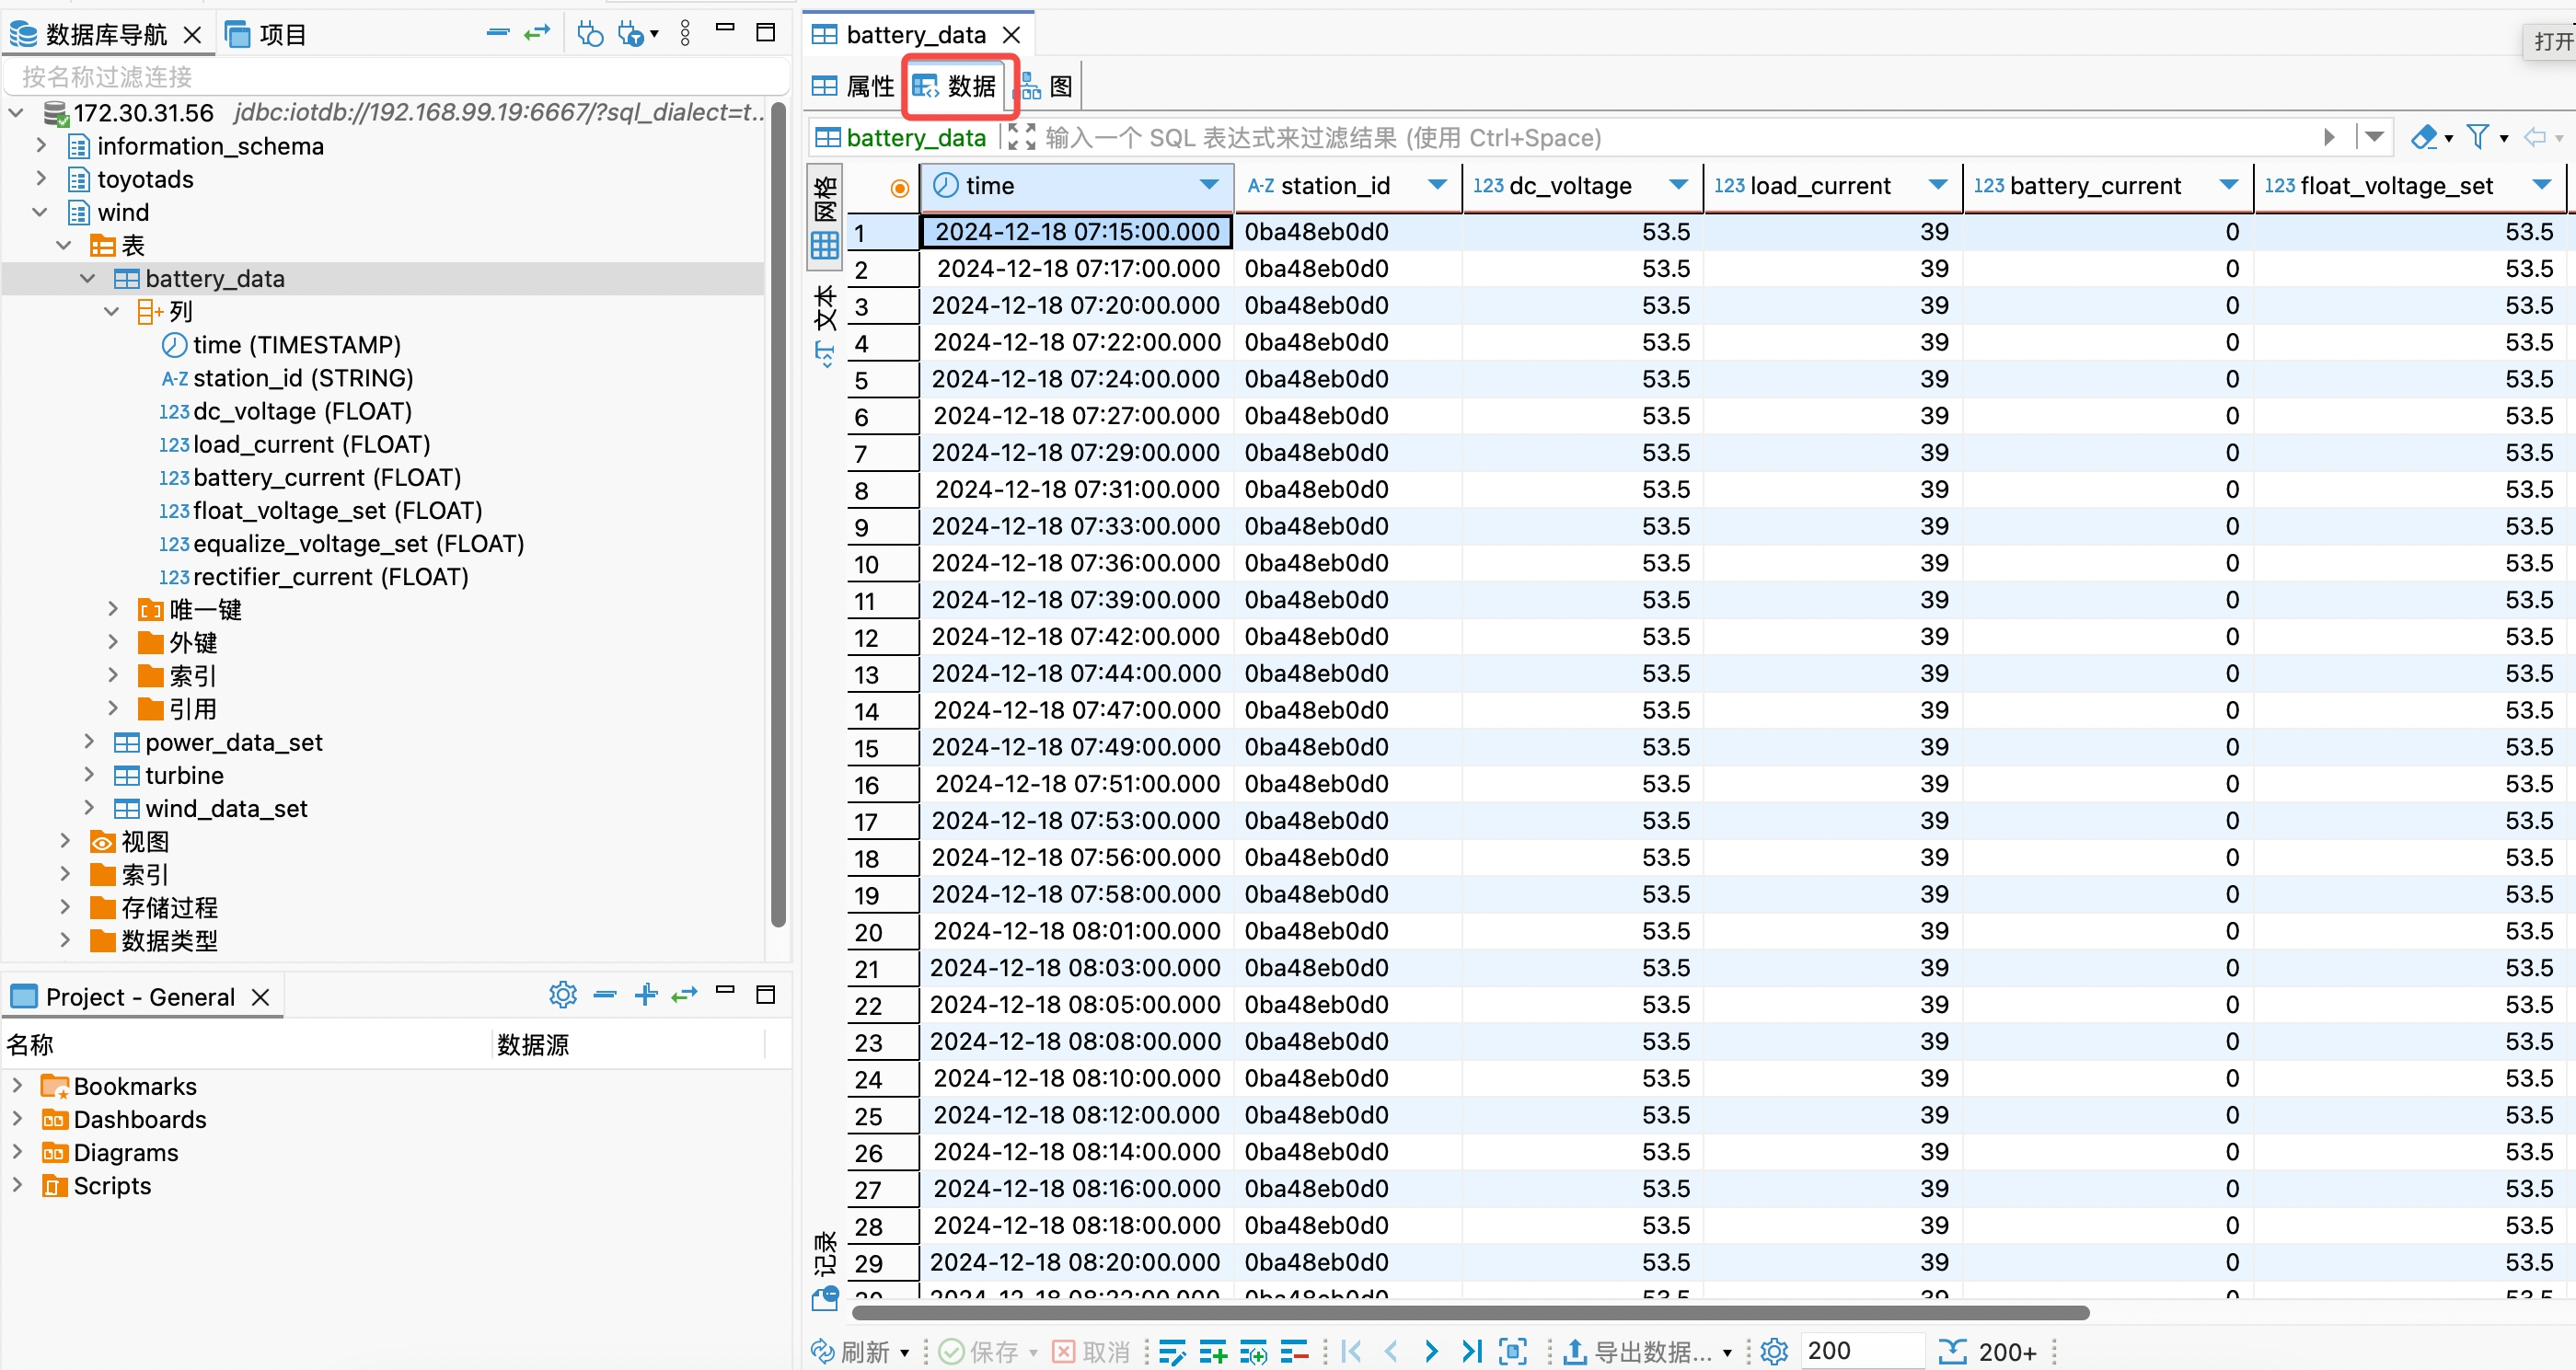 数据库导航
项目
按名称过滤连接
172.30.31.56 jdbc:iotdb://192.168.99.19:6667/?sql_dialect=t...
information_schema
toyotads
wind
表
battery_data
列
time (TIMESTAMP)
A-Z station_id (STRING)
123 dc_voltage (FLOAT)
123 load_current (FLOAT)
123 battery_current (FLOAT)
123 float_voltage_set (FLOAT)
123 equalize_voltage_set (FLOAT)
123 rectifier_current (FLOAT)
唯一键
外键
索引
引用
power_data_set
turbine
wind_data_set
视图
索引
存储过程
数据类型
Project - General
名称 数据源
Bookmarks
Dashboards
Diagrams
Scripts
battery_data
打开
属性 数据 图
battery_data 输入一个 SQL 表达式来过滤结果 (使用 Ctrl+Space)
网格
文本
记录
time A-Z station_id 123 dc_voltage 123 load_current 123 battery_current 123 float_voltage_set
1 2024-12-18 07:15:00.000 0ba48eb0d0 53.5 39 0 53.5
2 2024-12-18 07:17:00.000 0ba48eb0d0 53.5 39 0 53.5
3 2024-12-18 07:20:00.000 0ba48eb0d0 53.5 39 0 53.5
4 2024-12-18 07:22:00.000 0ba48eb0d0 53.5 39 0 53.5
5 2024-12-18 07:24:00.000 0ba48eb0d0 53.5 39 0 53.5
6 2024-12-18 07:27:00.000 0ba48eb0d0 53.5 39 0 53.5
7 2024-12-18 07:29:00.000 0ba48eb0d0 53.5 39 0 53.5
8 2024-12-18 07:31:00.000 0ba48eb0d0 53.5 39 0 53.5
9 2024-12-18 07:33:00.000 0ba48eb0d0 53.5 39 0 53.5
10 2024-12-18 07:36:00.000 0ba48eb0d0 53.5 39 0 53.5
11 2024-12-18 07:39:00.000 0ba48eb0d0 53.5 39 0 53.5
12 2024-12-18 07:42:00.000 0ba48eb0d0 53.5 39 0 53.5
13 2024-12-18 07:44:00.000 0ba48eb0d0 53.5 39 0 53.5
14 2024-12-18 07:47:00.000 0ba48eb0d0 53.5 39 0 53.5
15 2024-12-18 07:49:00.000 0ba48eb0d0 53.5 39 0 53.5
16 2024-12-18 07:51:00.000 0ba48eb0d0 53.5 39 0 53.5
17 2024-12-18 07:53:00.000 0ba48eb0d0 53.5 39 0 53.5
18 2024-12-18 07:56:00.000 0ba48eb0d0 53.5 39 0 53.5
19 2024-12-18 07:58:00.000 0ba48eb0d0 53.5 39 0 53.5
20 2024-12-18 08:01:00.000 0ba48eb0d0 53.5 39 0 53.5
21 2024-12-18 08:03:00.000 0ba48eb0d0 53.5 39 0 53.5
22 2024-12-18 08:05:00.000 0ba48eb0d0 53.5 39 0 53.5
23 2024-12-18 08:08:00.000 0ba48eb0d0 53.5 39 0 53.5
24 2024-12-18 08:10:00.000 0ba48eb0d0 53.5 39 0 53.5
25 2024-12-18 08:12:00.000 0ba48eb0d0 53.5 39 0 53.5
26 2024-12-18 08:14:00.000 0ba48eb0d0 53.5 39 0 53.5
27 2024-12-18 08:16:00.000 0ba48eb0d0 53.5 39 0 53.5
28 2024-12-18 08:18:00.000 0ba48eb0d0 53.5 39 0 53.5
29 2024-12-18 08:20:00.000 0ba48eb0d0 53.5 39 0 53.5
刷新 保存 取消 导出数据... 200 200+